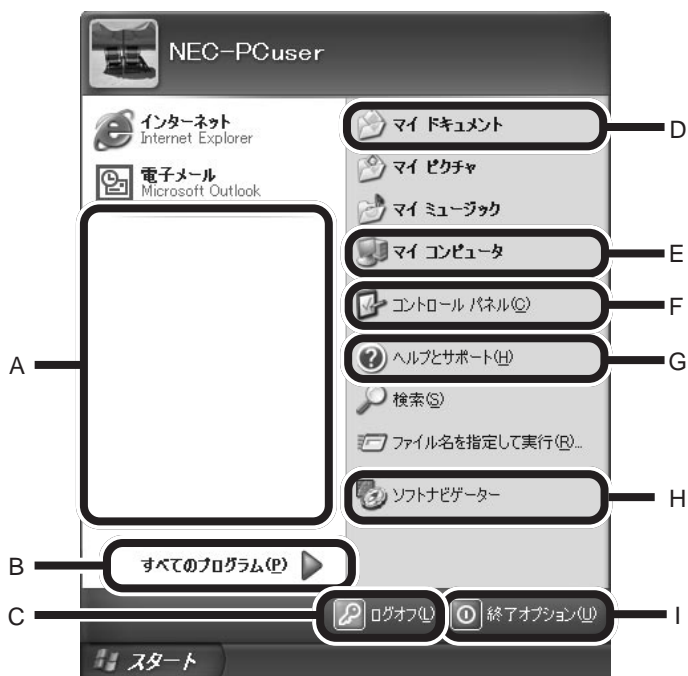 NEC-PCuser
インターネット
Internet Explorer
電子メール
Microsoft Outlook
A
B
すべてのプログラム(P)
C
マイ ドキュメント
D
マイ ピクチャ
マイ ミュージック
マイ コンピュータ
E
コントロール パネル(C)
F
ヘルプとサポート(H)
G
検索(S)
ファイル名を指定して実行(R)...
ソフトナビゲーター
H
ログオフ(L)
終了オプション(U)
I
スタート